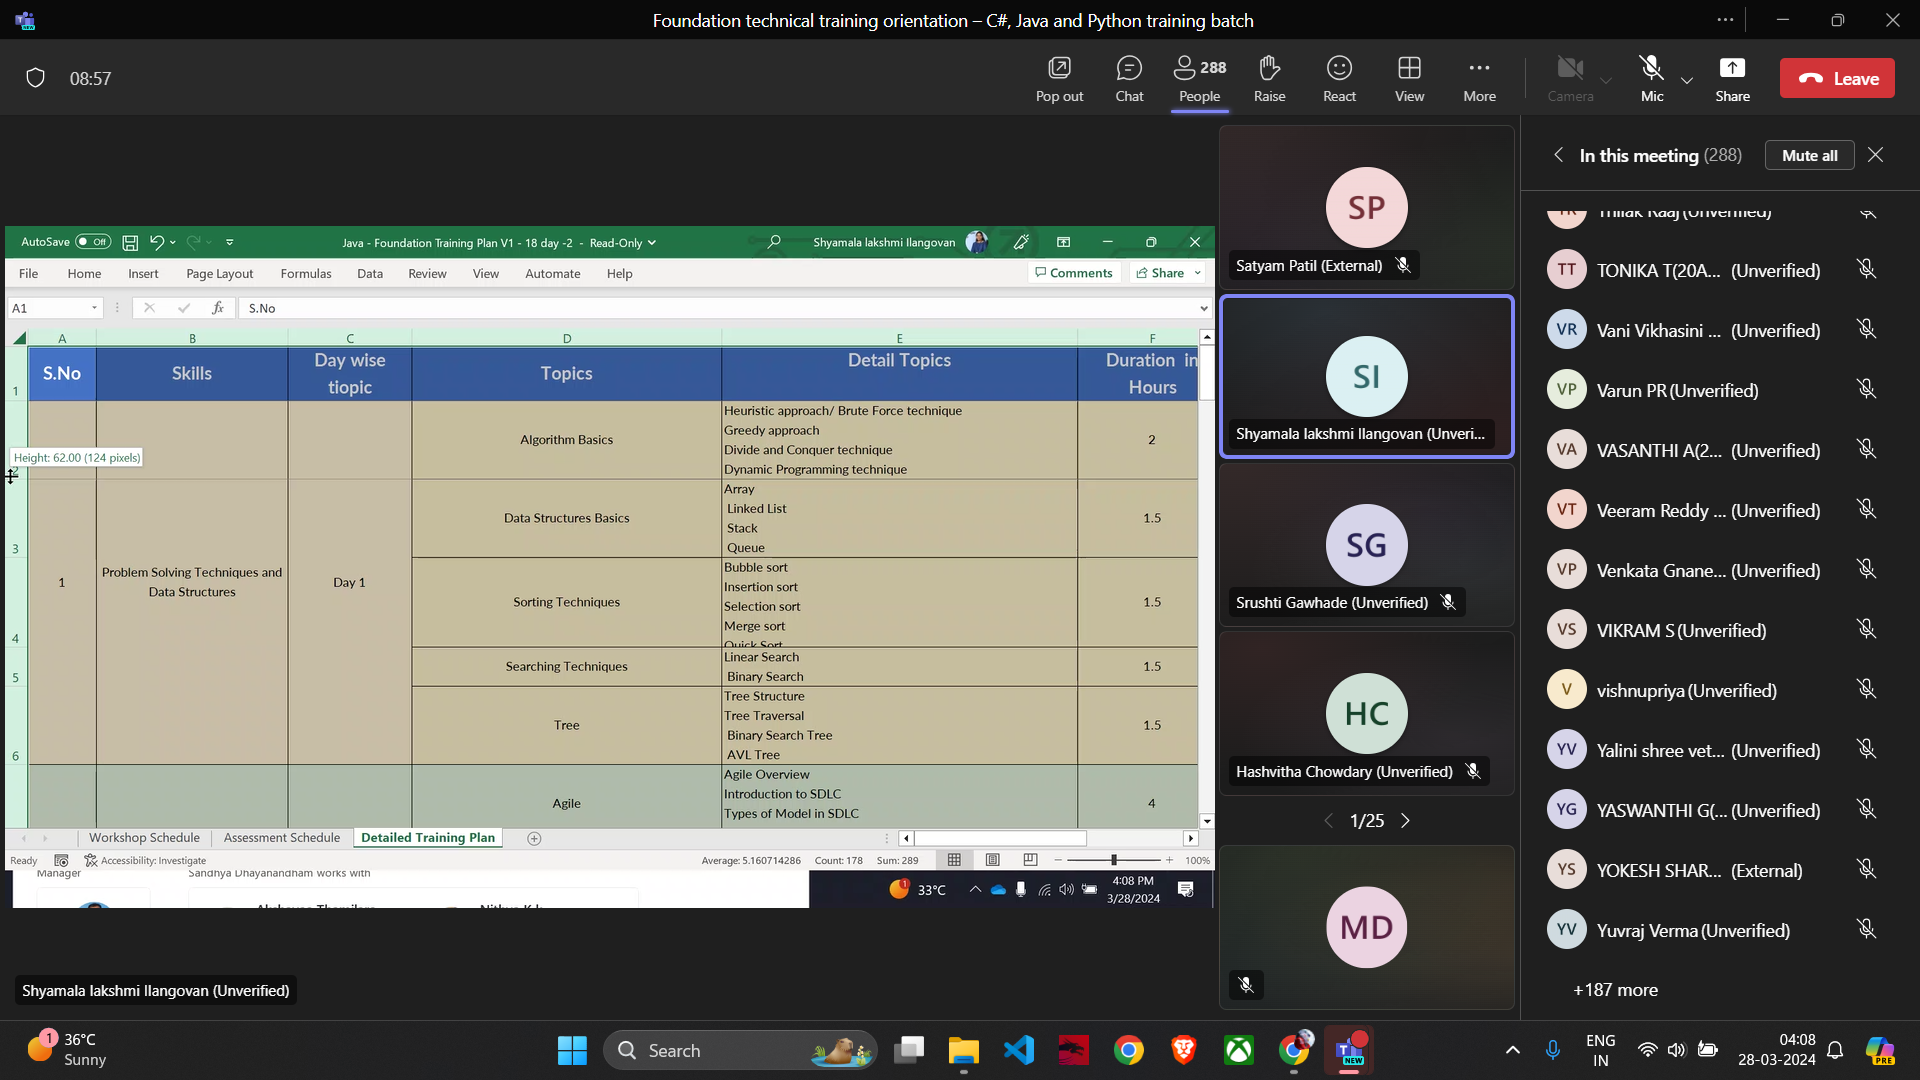 Foundation technical training orientation – C#, Java and Python training batch
08:57
Pop out
Chat
288
People
Raise
React
View
More
Camera
Mic
Share
Leave
AutoSave Off
Java - Foundation Training Plan V1 - 18 day -2 - Read-Only
Shyamala lakshmi Ilangovan
File Home Insert Page Layout Formulas Data Review View Automate Help
Comments Share
A1 fx S.No
A B C D E F
1 S.No Skills Day wise tiopic Topics Detail Topics Duration in Hours
Height: 62.00 (124 pixels)
2
Algorithm Basics
Heuristic approach/ Brute Force technique
Greedy approach
Divide and Conquer technique
Dynamic Programming technique
2
3
Data Structures Basics
Array
Linked List
Stack
Queue
1.5
1
Problem Solving Techniques and
Data Structures
Day 1
4
Sorting Techniques
Bubble sort
Insertion sort
Selection sort
Merge sort
Quick Sort
1.5
5
Searching Techniques
Linear Search
Binary Search
1.5
6
Tree
Tree Structure
Tree Traversal
Binary Search Tree
AVL Tree
1.5
Agile
Agile Overview
Introduction to SDLC
Types of Model in SDLC
4
Workshop Schedule Assessment Schedule Detailed Training Plan
Ready Accessibility: Investigate
Average: 5.160714286 Count: 178 Sum: 289
100%
Manager
Sandhya Dhayanandham works with
1
33°C
4:08 PM
3/28/2024
Shyamala lakshmi Ilangovan (Unverified)
SP
Satyam Patil (External)
SI
Shyamala lakshmi Ilangovan (Unveri...
SG
Srushti Gawhade (Unverified)
HC
Hashvitha Chowdary (Unverified)
1/25
MD
In this meeting (288)
Mute all
Thilak Raaj (Unverified)
TT TONIKA T(20A... (Unverified)
VR Vani Vikhasini ... (Unverified)
VP Varun PR (Unverified)
VA VASANTHI A(2... (Unverified)
VT Veeram Reddy ... (Unverified)
VP Venkata Gnane... (Unverified)
VS VIKRAM S (Unverified)
V vishnupriya (Unverified)
YV Yalini shree vet... (Unverified)
YG YASWANTHI G(... (Unverified)
YS YOKESH SHAR... (External)
YV Yuvraj Verma (Unverified)
+187 more
1
36°C
Sunny
Search
NEW
ENG
IN
04:08
28-03-2024
PRE